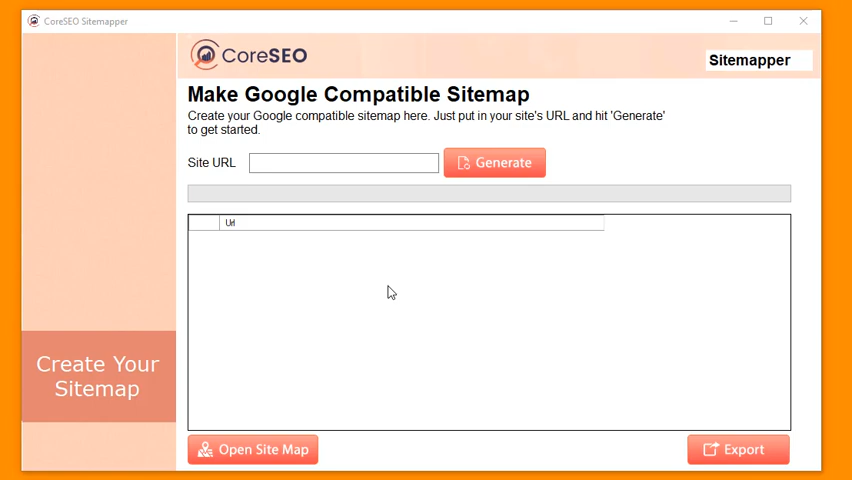 CoreSEO Sitemapper
CoreSEO
Sitemapper
Make Google Compatible Sitemap
Create your Google compatible sitemap here. Just put in your site's URL and hit 'Generate'
to get started.
Site URL
Generate
Url
Create Your
Sitemap
Open Site Map
Export